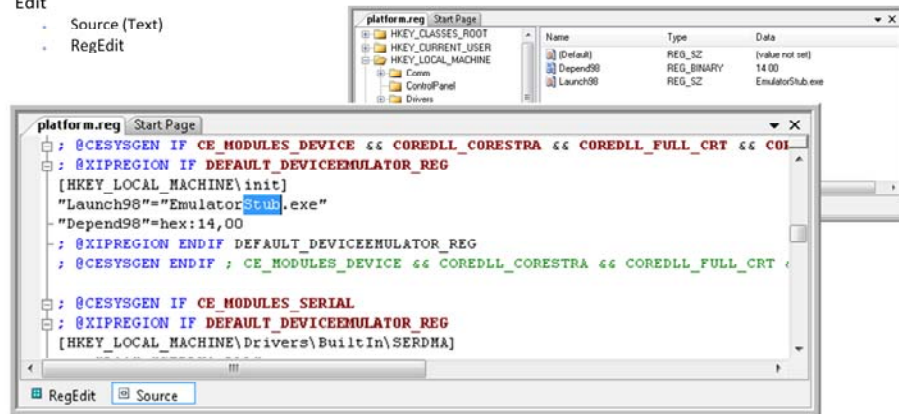 Edit
Source (Text)
RegEdit
platform.reg Start Page
HKEY_CLASSES_ROOT
HKEY_CURRENT_USER
HKEY_LOCAL_MACHINE
Comm
ControlPanel
Drivers
Name Type Data
(Default) REG_SZ (value not set)
Depend98 REG_BINARY 14 00
Launch98 REG_SZ EmulatorStub.exe
platform.reg Start Page
; @CESYSGEN IF CE_MODULES_DEVICE && COREDLL_CORESTRA && COREDLL_FULL_CRT &&
; @XIPREGION IF DEFAULT_DEVICEEMULATOR_REG
[HKEY_LOCAL_MACHINE\init]
"Launch98"="EmulatorStub.exe"
"Depend98"=hex:14,00
; @XIPREGION ENDIF DEFAULT_DEVICEEMULATOR_REG
; @CESYSGEN ENDIF ; CE_MODULES_DEVICE && COREDLL_CORESTRA && COREDLL_FULL_CRT
; @CESYSGEN IF CE_MODULES_SERIAL
; @XIPREGION IF DEFAULT_DEVICEEMULATOR_REG
[HKEY_LOCAL_MACHINE\Drivers\BuiltIn\SERDMA]
RegEdit Source